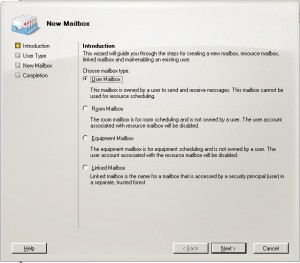 New Mailbox
Introduction
User Type
New Mailbox
Completion
Introduction
This wizard will guide you through the steps for creating a new mailbox, resource mailbox,
linked mailbox and mail-enabling an existing user.
Choose mailbox type:
User Mailbox
This mailbox is owned by a user to send and receive messages. This mailbox cannot be used
for resource scheduling.
Room Mailbox
The room mailbox is for room scheduling and is not owned by a user. The user account
associated with resource mailbox will be disabled.
Equipment Mailbox
The equipment mailbox is for equipment scheduling and is not owned by a user. The
user account associated with the resource mailbox will be disabled.
Linked Mailbox
Linked mailbox is the name for a mailbox that is accessed by a security principal (user) in
a separate, trusted forest.
Help
< Back
Next >
Cancel